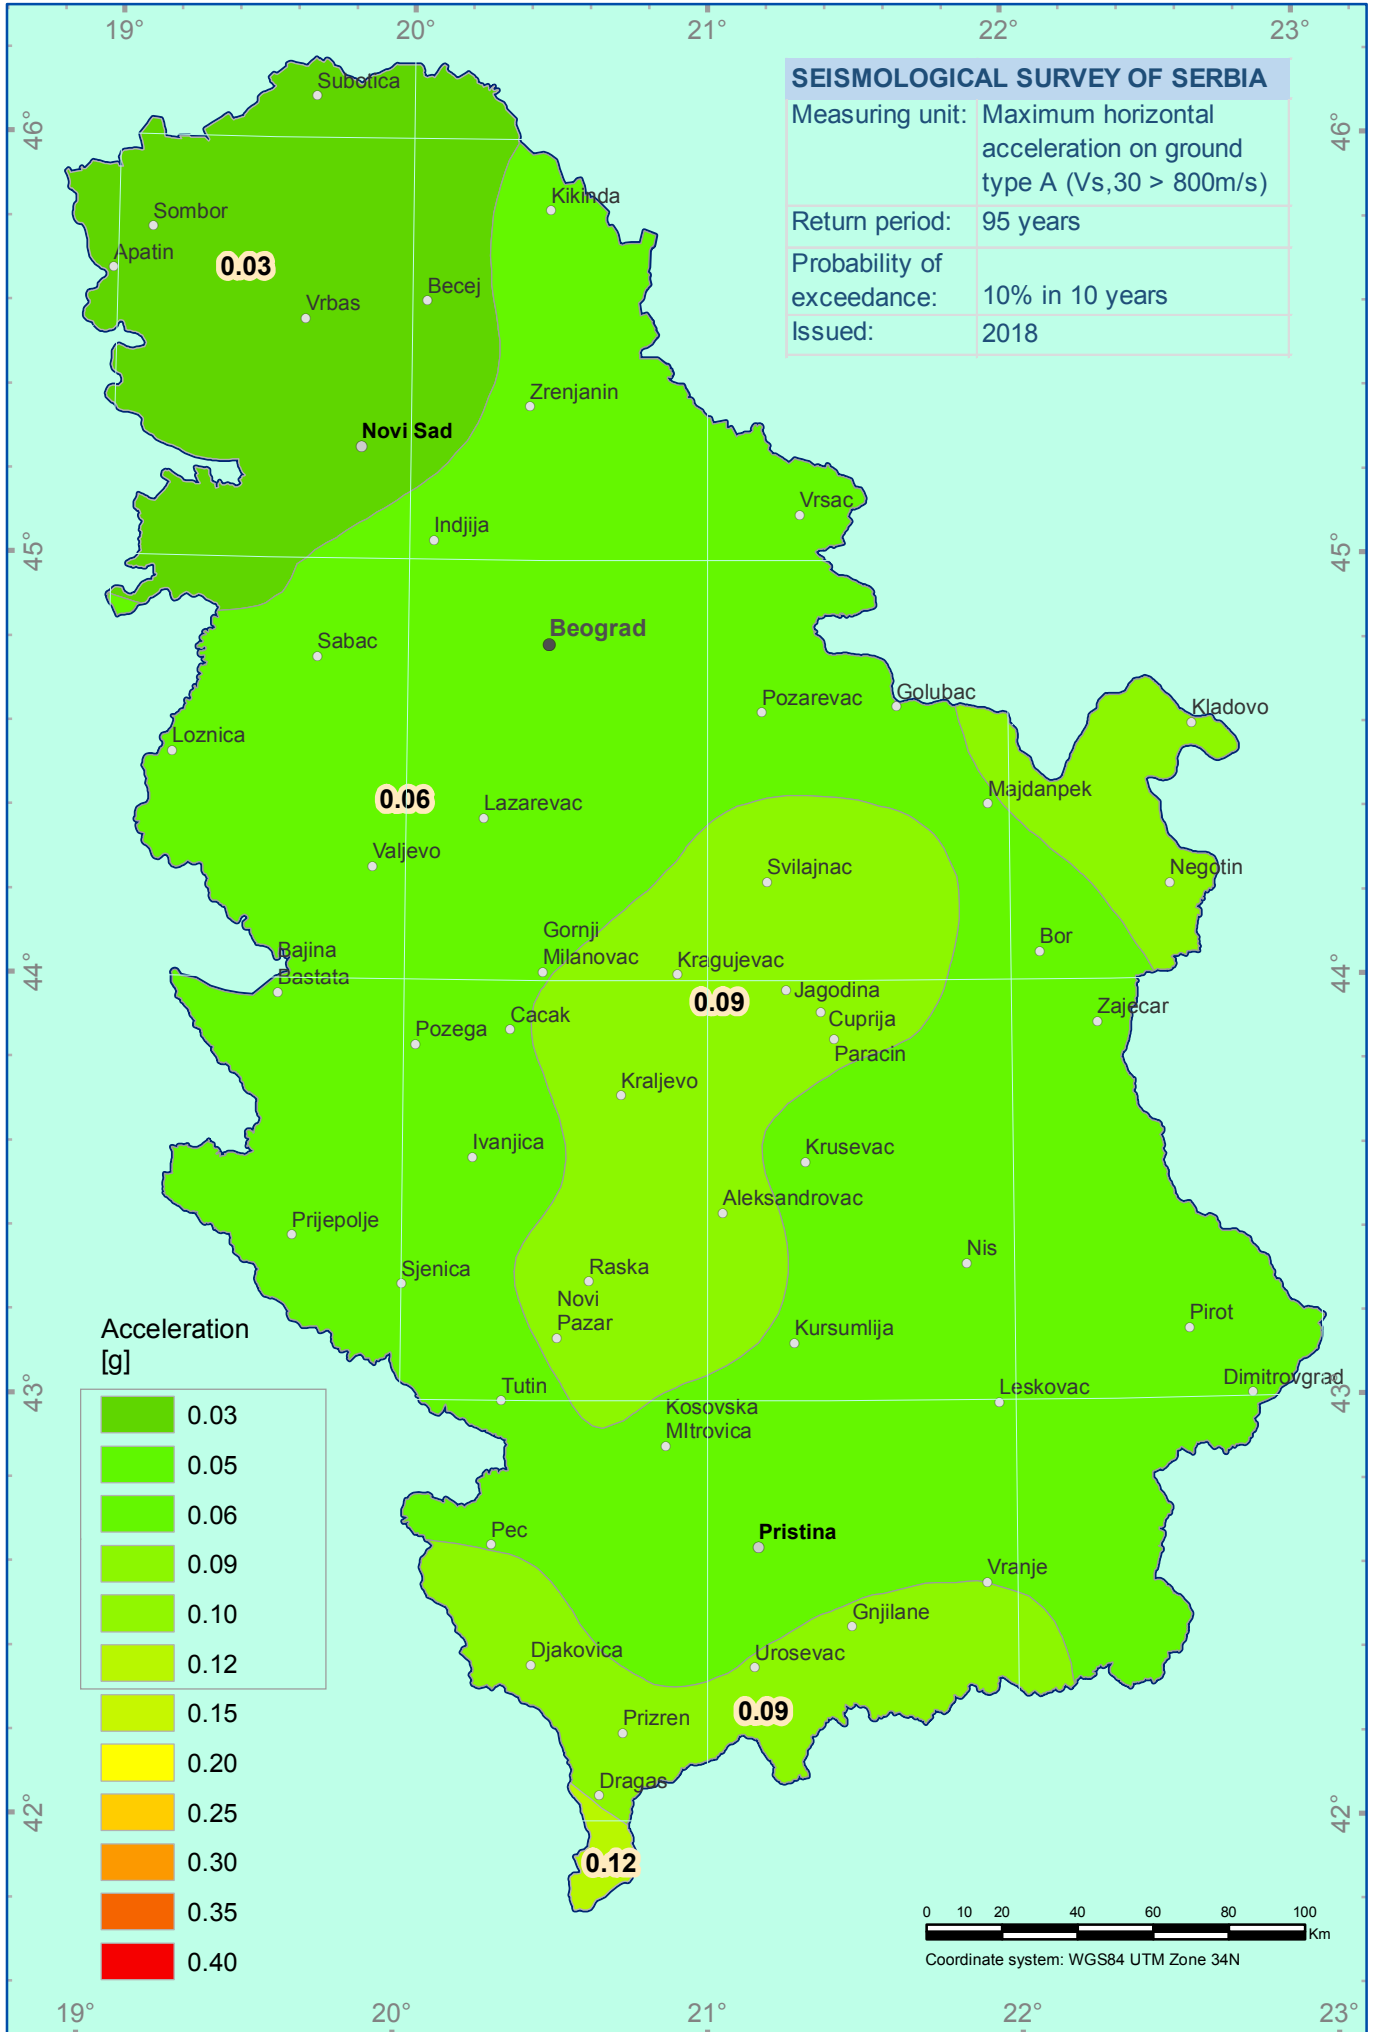 19°
20°
21°
22°
23°
SEISMOLOGICAL SURVEY OF SERBIA
Measuring unit: Maximum horizontal
acceleration on ground
type A (Vs,30 > 800m/s)
Return period: 95 years
Probability of
exceedance: 10% in 10 years
Issued: 2018
46°
46°
Subotica
Kikinda
Sombor
Apatin
0.03
Becej
Vrbas
Zrenjanin
Novi Sad
Vrsac
Indjija
45°
45°
Beograd
Sabac
Golubac
Pozarevac
Kladovo
Loznica
0.06
Lazarevac
Majdanpek
Valjevo
Svilajnac
Negotin
Gornji
Milanovac
Bor
Bajina
Bastata
Kragujevac
44°
44°
Jagodina
0.09
Zajecar
Cacak
Cuprija
Pozega
Paracin
Kraljevo
Ivanjica
Krusevac
Aleksandrovac
Prijepolje
Nis
Sjenica
Raska
Novi
Pazar
Pirot
Kursumlija
Dimitrovgrad
Tutin
Leskovac
43°
43°
Kosovska
MItrovica
Pec
Pristina
Vranje
Gnjilane
Djakovica
Urosevac
0.09
Prizren
Dragas
42°
42°
0.12
Acceleration
[g]
0.03
0.05
0.06
0.09
0.10
0.12
0.15
0.20
0.25
0.30
0.35
0.40
0 10 20 40 60 80 100
Km
Coordinate system: WGS84 UTM Zone 34N
19°
20°
21°
22°
23°